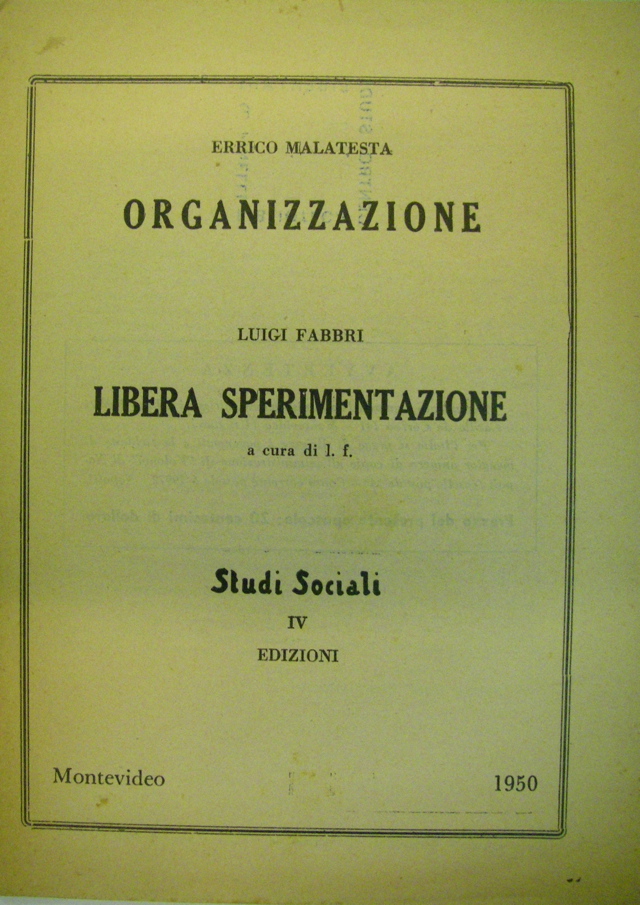 ERRICO MALATESTA
ORGANIZZAZIONE
LUIGI FABBRI
LIBERA SPERIMENTAZIONE
a cura di l. f.
Studi Sociali
IV
EDIZIONI
Montevideo 1950